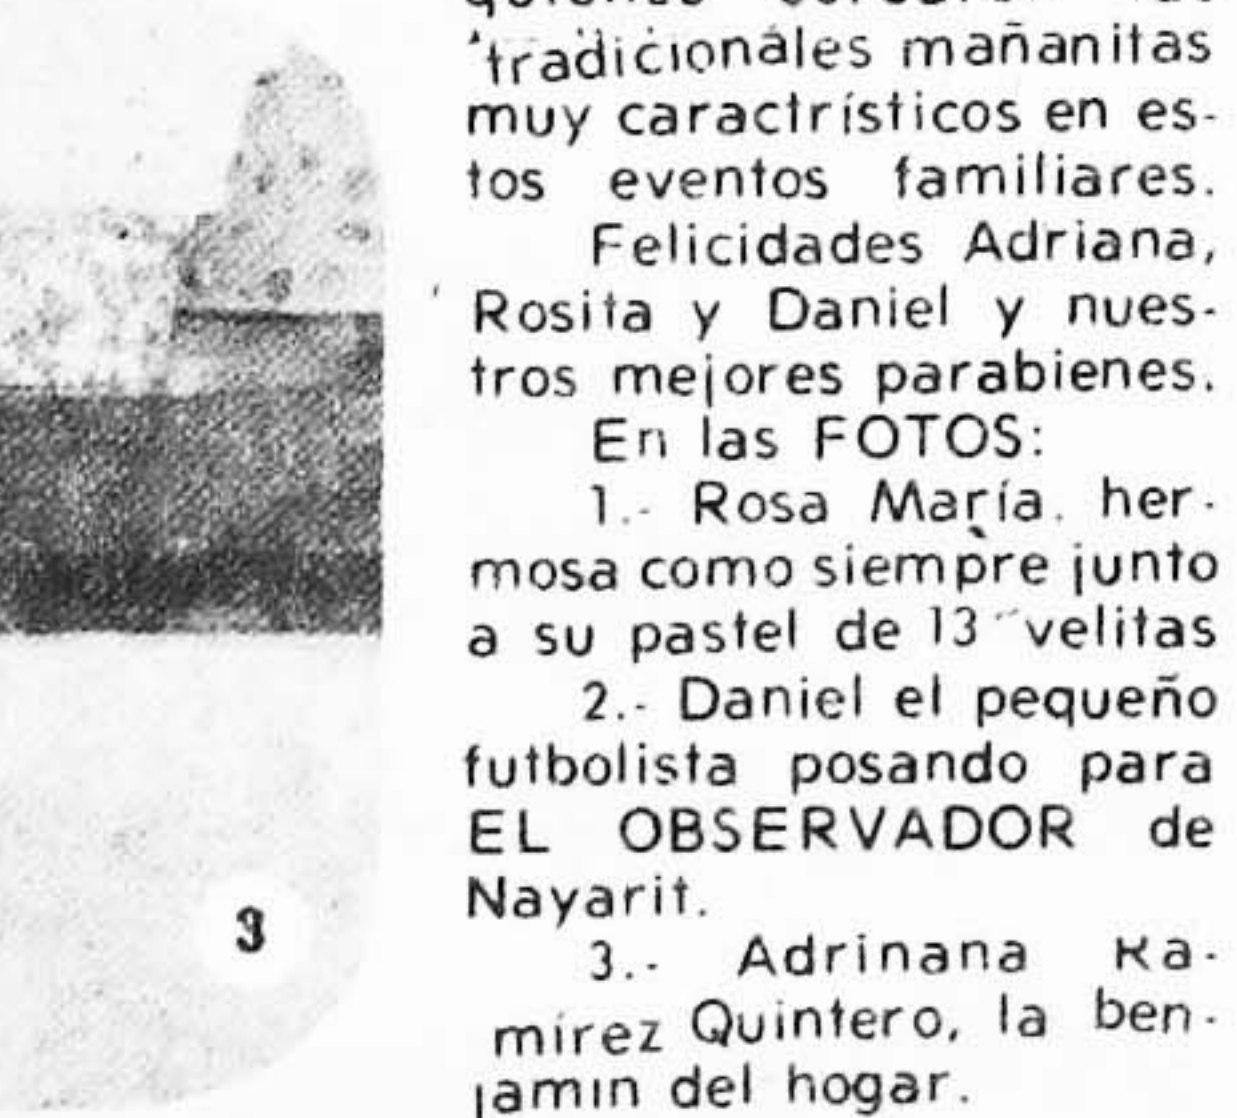 tradicionales mañanitas
muy caractrísticos en es-
tos eventos familiares.
Felicidades Adriana,
Rosita y Daniel y nues-
tros mejores parabienes.
En las FOTOS:
1.- Rosa María. her-
mosa como siempre junto
a su pastel de 13 velitas
2.- Daniel el pequeño
futbolista posando para
EL OBSERVADOR de
Nayarit.
3.- Adrinana Ra-
mírez Quintero, la ben-
jamin del hogar.
3